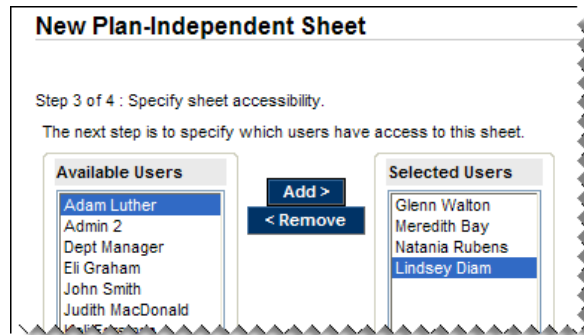 New Plan-Independent Sheet
Step 3 of 4 : Specify sheet accessibility.
The next step is to specify which users have access to this sheet.
Available Users
Adam Luther
Admin 2
Dept Manager
Eli Graham
John Smith
Judith MacDonald
Add >
< Remove
Selected Users
Glenn Walton
Meredith Bay
Natania Rubens
Lindsey Diam